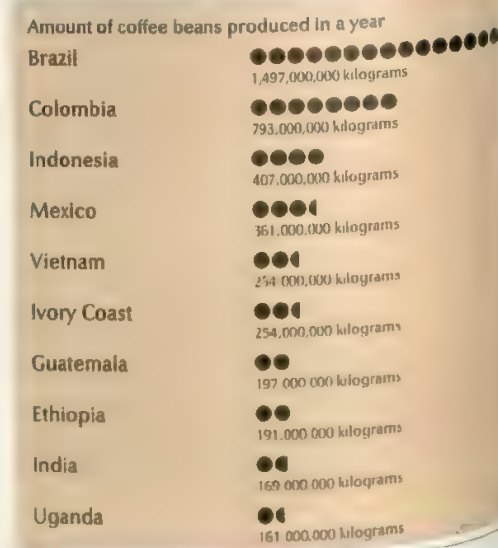 Amount of coffee beans produced in a year
Brazil
1,497,000,000 kilograms
Colombia
793,000,000 kilograms
Indonesia
407,000,000 kilograms
Mexico
361,000,000 kilograms
Vietnam
254 000,000 kilograms
Ivory Coast
254,000,000 kilograms
Guatemala
197 000 000 kilograms
Ethiopia
191,000 000 kilograms
India
169 000 000 kilograms
Uganda
161 000,000 kilograms